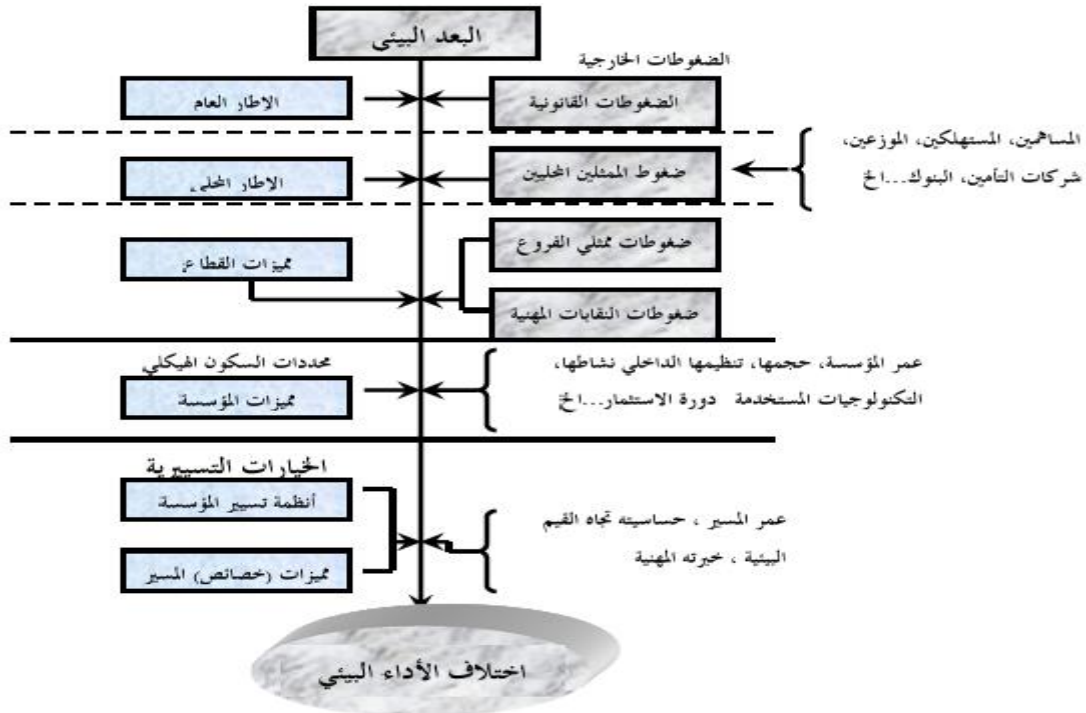 البعد البيئي
الضغوطات الخارجية
الضغوطات القانونية
الاطار العام
المساهمين، المستهلكين، الموزعين،
شركات التأمين، البنوك...الخ
ضغوط الممثلين المحليين
الاطار المحلي
ضغوطات ممثلي الفروع
مميزات القطاع
ضغوطات النقابات المهنية
محددات السكون الهيكلي
عمر المؤسسة، حجمها، تنظيمها الداخلي نشاطها،
التكنولوجيات المستخدمة دورة الاستثمار...الخ
مميزات المؤسسة
الخيارات التسييرية
أنظمة تسيير المؤسسة
عمر المسير ، حساسيته تجاه القيم
البيئية ، خبرته المهنية
مميزات (خصائص) المسير
اختلاف الأداء البيئي